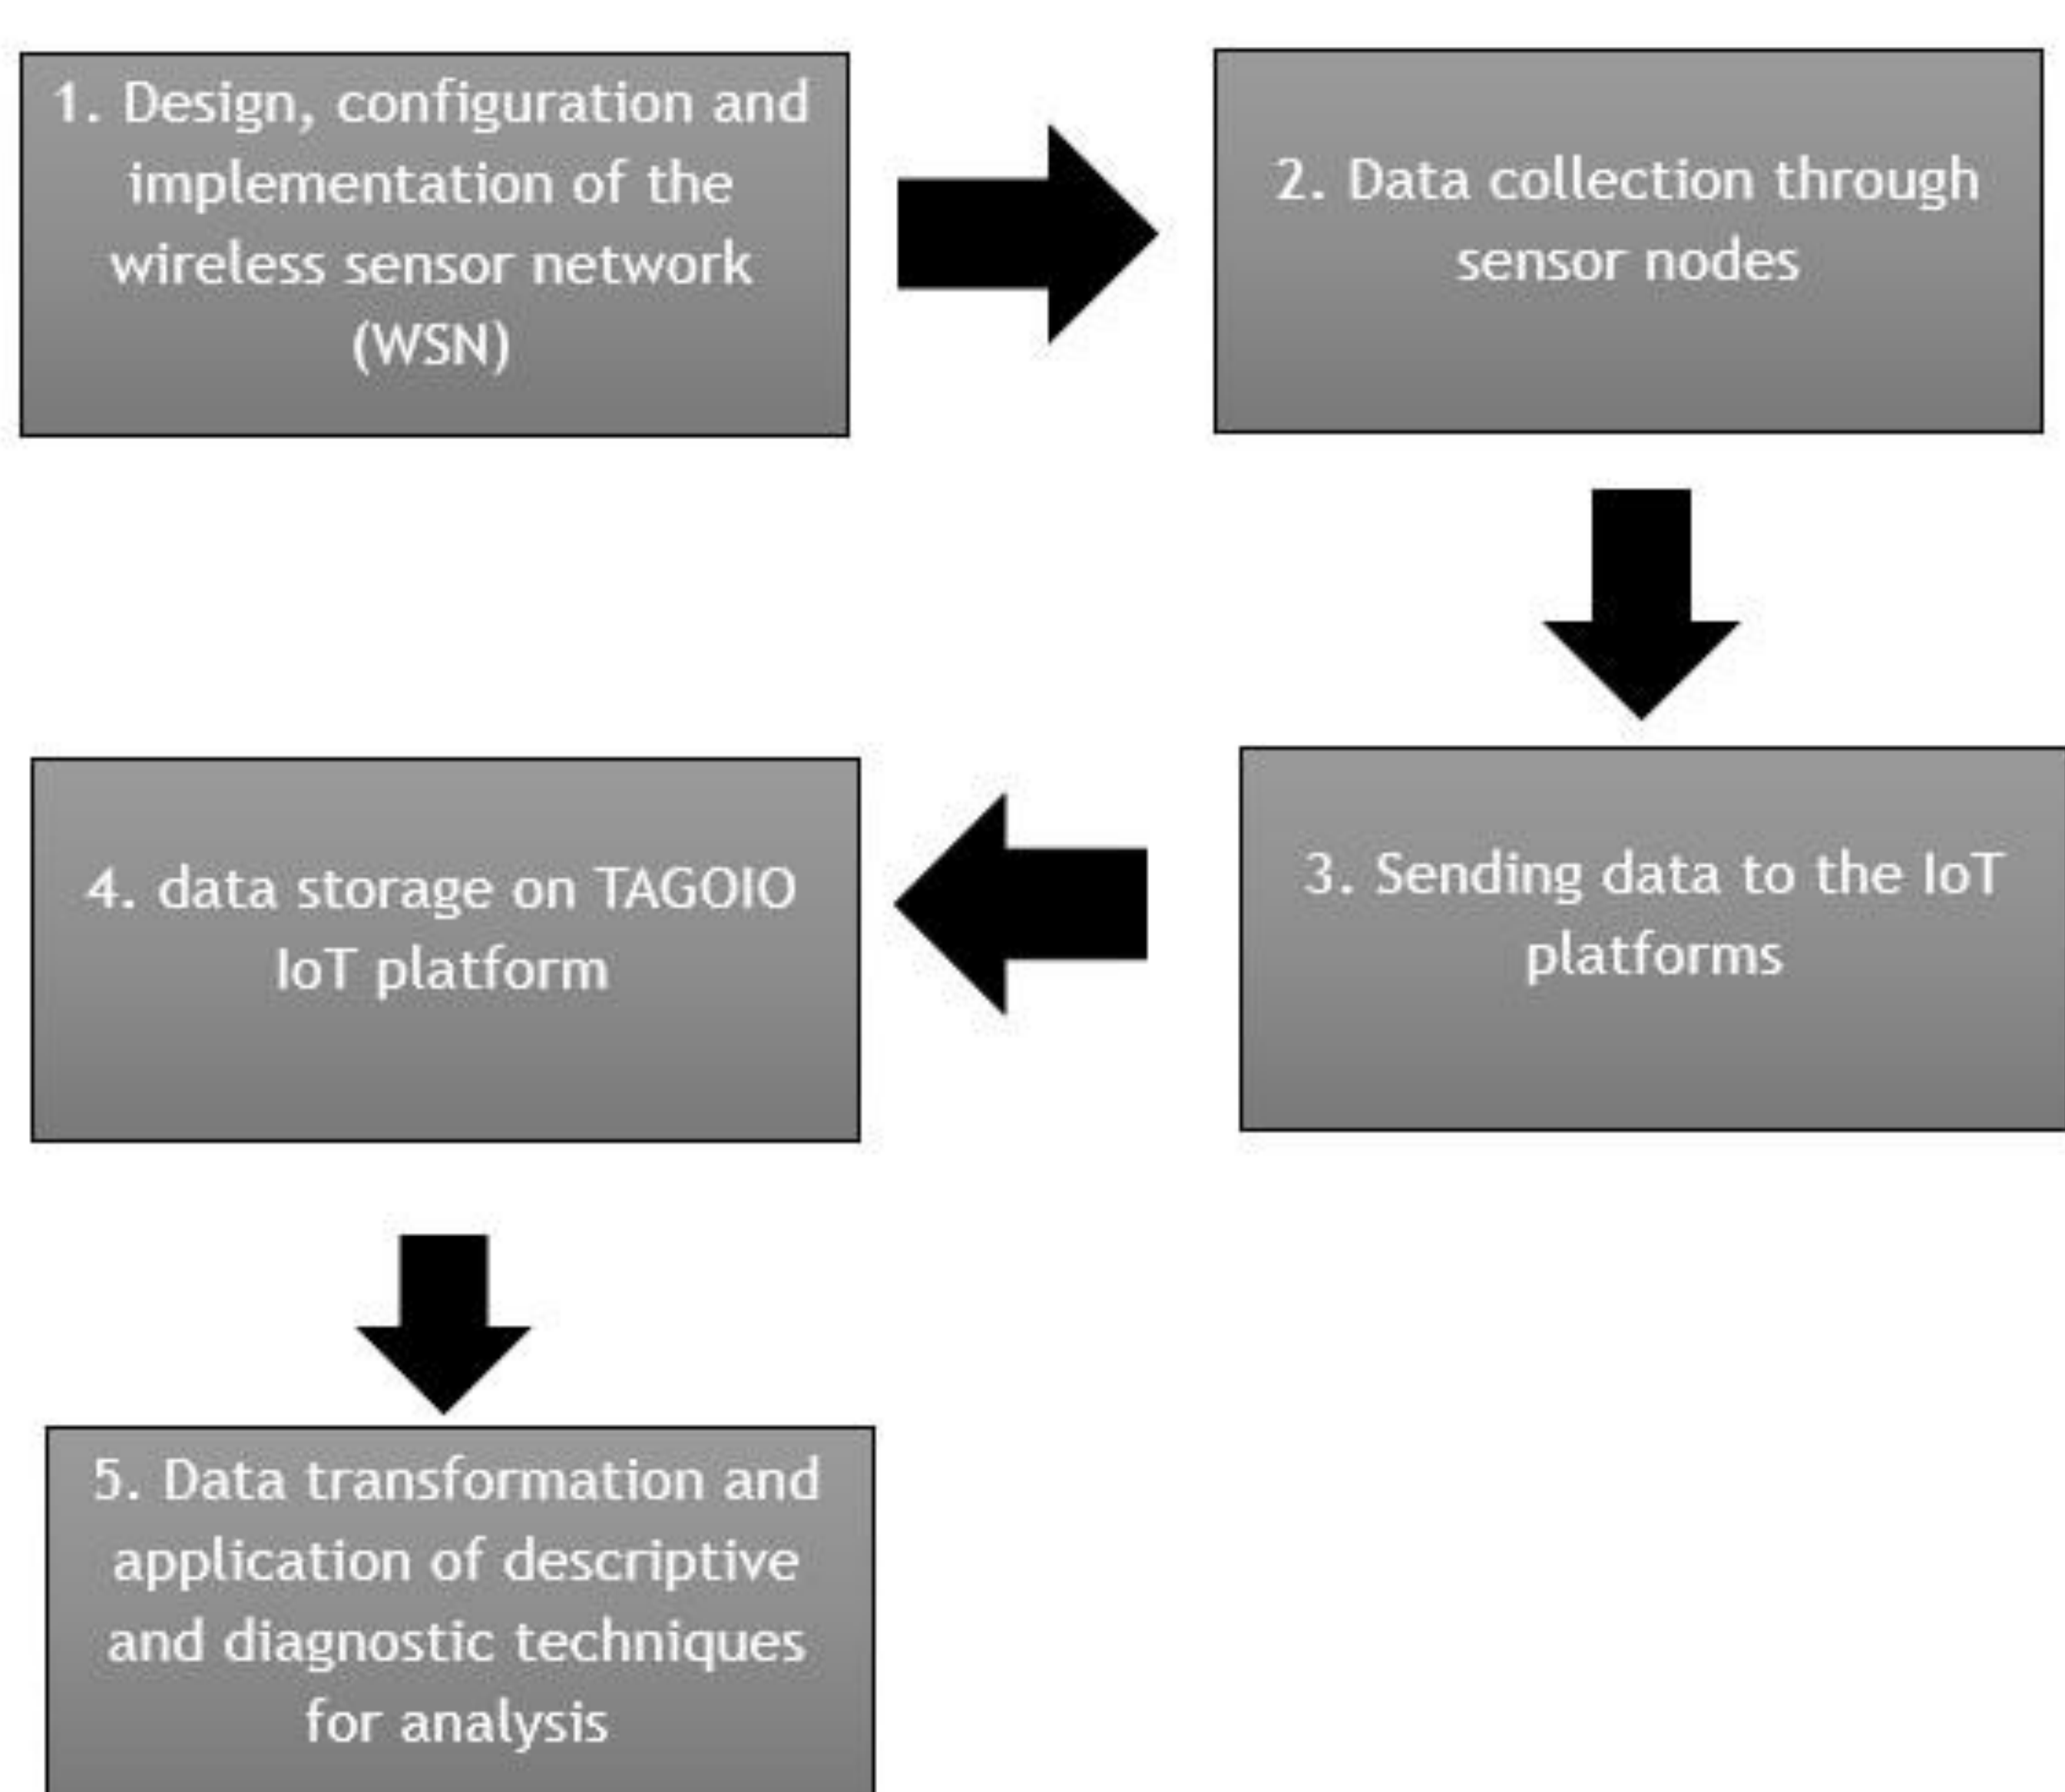 1. Design, configuration and
implementation of the
wireless sensor network
(WSN)
2. Data collection through
sensor nodes
3. Sending data to the IoT
platforms
4. data storage on TAGOIO
IoT platform
5. Data transformation and
application of descriptive
and diagnostic techniques
for analysis